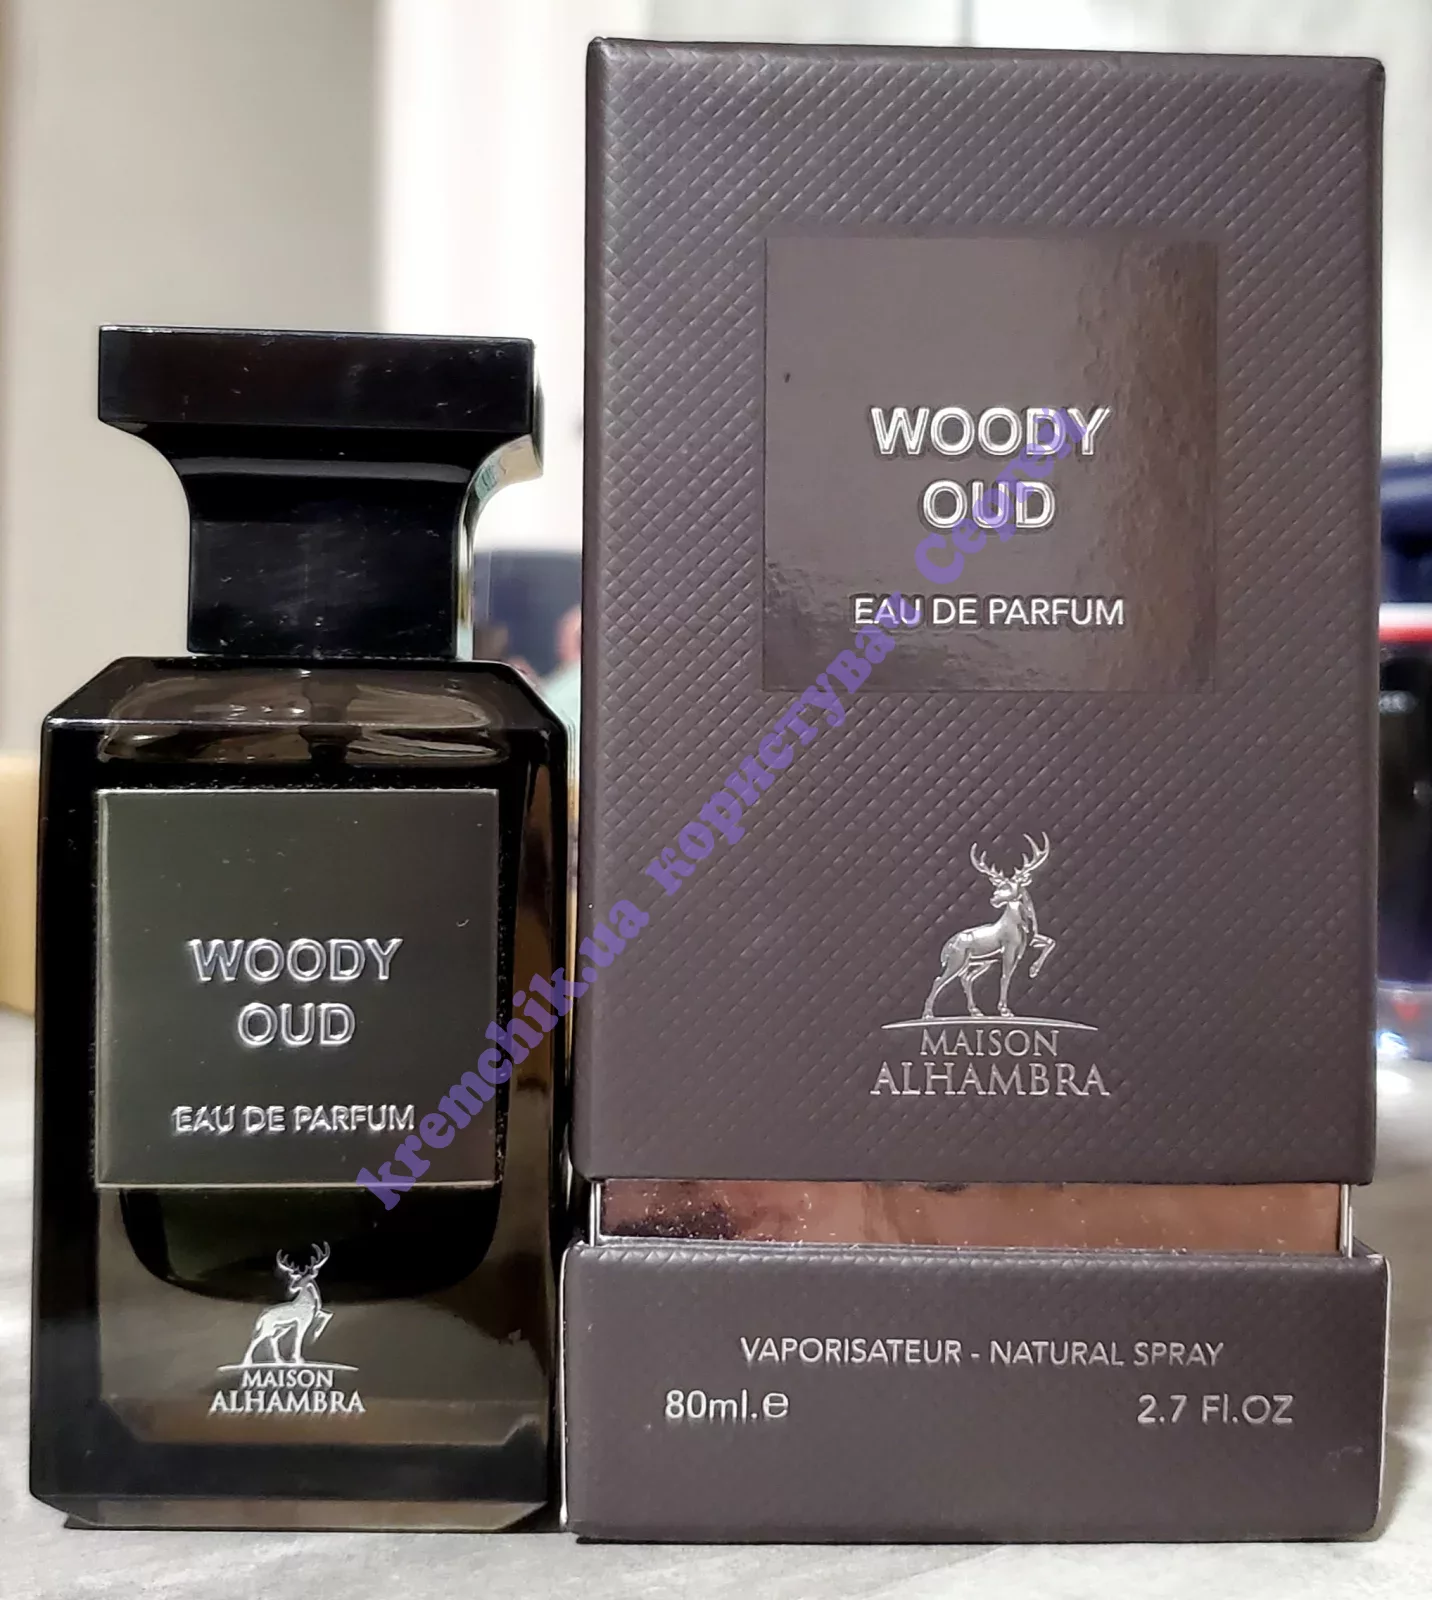 WOODY
OUD
EAU DE PARFUM
MAISON
ALHAMBRA
WOODY
OUD
EAU DE PARFUM
MAISON
ALHAMBRA
VAPORISATEUR - NATURAL SPRAY
80ml.e
2.7 Fl.OZ
kremchik.ua користувач Сергей